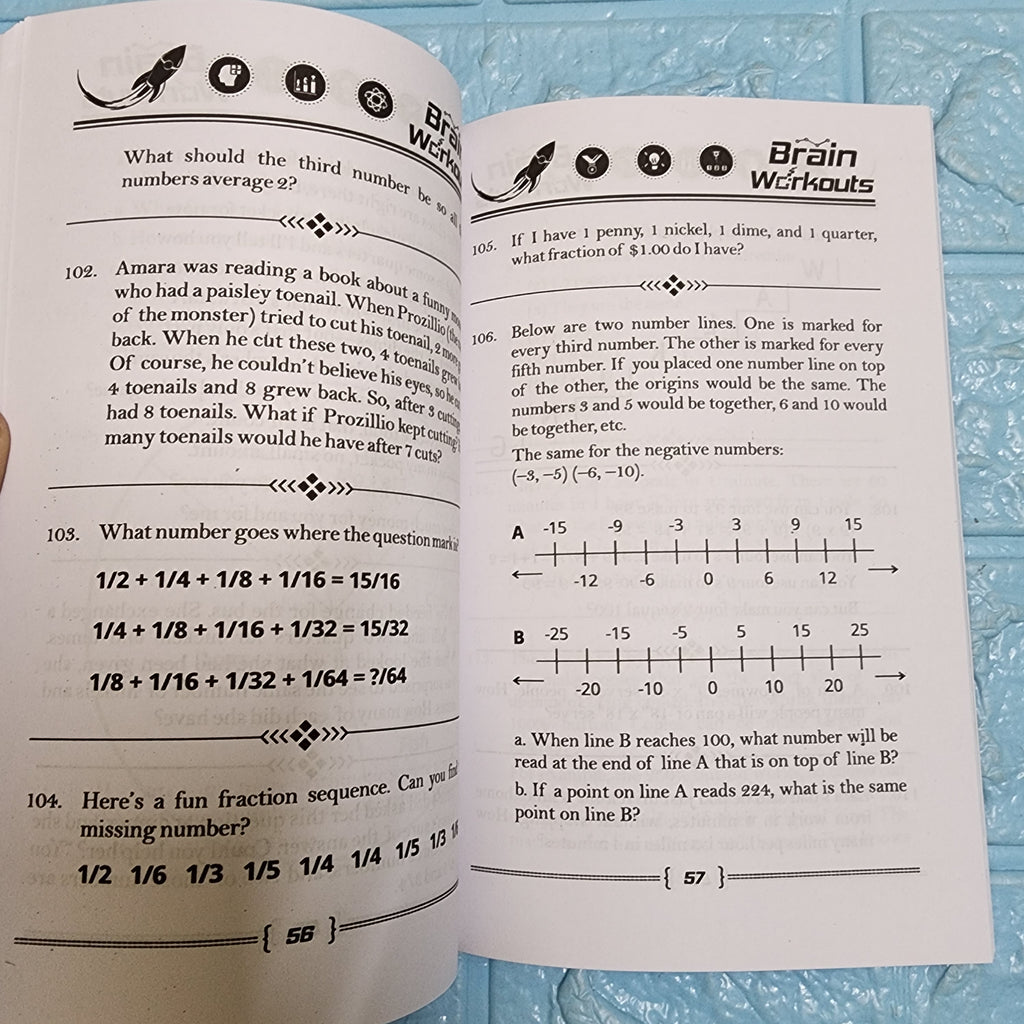 Bra
Workou
What should the third number be so all
numbers average 2?
102. Amara was reading a book about a funny
who had a paisley toenail. When Prozillio
of the monster) tried to cut his toenail, 2
back. When he cut these two, 4 toenails grew
Of course, he couldn't believe his eyes, so he
4 toenails and 8 grew back. So, after 3
had 8 toenails. What if Prozillio kept cutting?
many toenails would he have after 7 cuts?
103. What number goes where the question mark
1/2 + 1/4 + 1/8 + 1/16 = 15/16
1/4 + 1/8 + 1/16 + 1/32 = 15/32
1/8 + 1/16 + 1/32 + 1/64 = ?/64
104. Here's a fun fraction sequence. Can you
missing number?
1/2 1/6 1/3 1/5 1/4 1/4 1/5 1/3
{ 56 }
Brain
Workouts
105. If I have 1 penny, 1 nickel, 1 dime, and 1 quarter,
what fraction of $1.00 do I have?
106. Below are two number lines. One is marked for
every third number. The other is marked for every
fifth number. If you placed one number line on top
of the other, the origins would be the same. The
numbers 3 and 5 would be together, 6 and 10 would
be together, etc.
The same for the negative numbers:
(–3, –5) (–6, –10).
A -15 -9 -3 3 9 15
-12 -6 0 6 12
B -25 -15 -5 5 15 25
-20 -10 0 10 20
a. When line B reaches 100, what number will be
read at the end of line A that is on top of line B?
b. If a point on line A reads 224, what is the same
point on line B?
{ 57 }